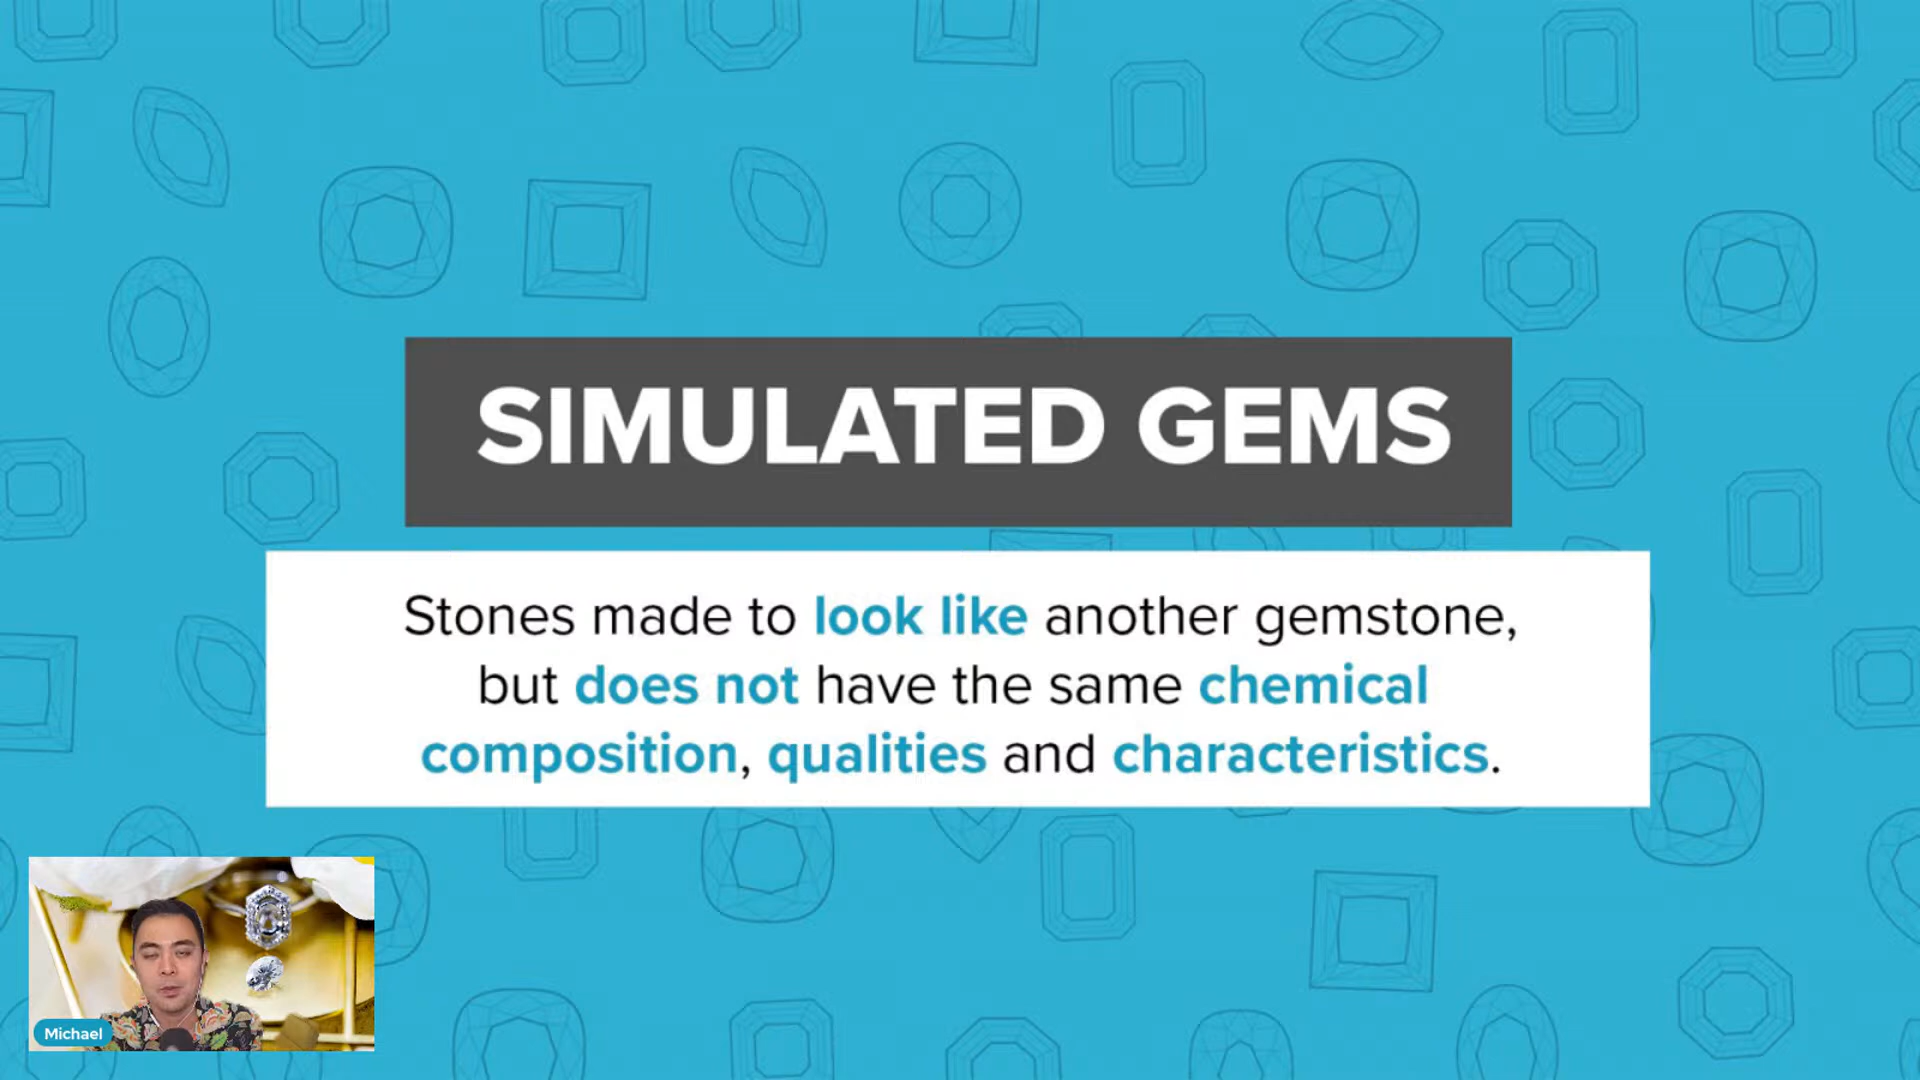 SIMULATED GEMS
Stones made to look like another gemstone,
but does not have the same chemical
composition, qualities and characteristics.
Michael